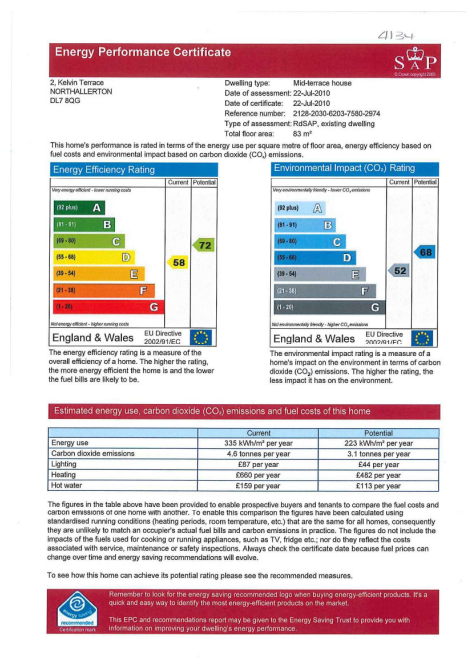 4134
Energy Performance Certificate
SAP
© Crown copyright 2005
2, Kelvin Terrace
NORTHALLERTON
DL7 8QG
Dwelling type: Mid-terrace house
Date of assessment: 22-Jul-2010
Date of certificate: 22-Jul-2010
Reference number: 2128-2030-6203-7580-2974
Type of assessment: RdSAP, existing dwelling
Total floor area: 83 m²
This home's performance is rated in terms of the energy use per square metre of floor area, energy efficiency based on
fuel costs and environmental impact based on carbon dioxide (CO₂) emissions.
Energy Efficiency Rating
Current Potential
Very energy efficient - lower running costs
(92 plus) A
(81 - 91) B
(69 - 80) C
(55 - 68) D
(39 - 54) E
(21 - 38) F
(1 - 20) G
58
72
Not energy efficient - higher running costs
England & Wales
EU Directive
2002/91/EC
The energy efficiency rating is a measure of the
overall efficiency of a home. The higher the rating,
the more energy efficient the home is and the lower
the fuel bills are likely to be.
Environmental Impact (CO₂) Rating
Current Potential
Very environmentally friendly - lower CO₂ emissions
(92 plus) A
(81 - 91) B
(69 - 80) C
(55 - 68) D
(39 - 54) E
(21 - 38) F
(1 - 20) G
52
68
Not environmentally friendly - higher CO₂ emissions
England & Wales
EU Directive
2002/91/EC
The environmental impact rating is a measure of a
home's impact on the environment in terms of carbon
dioxide (CO₂) emissions. The higher the rating, the
less impact it has on the environment.
Estimated energy use, carbon dioxide (CO₂) emissions and fuel costs of this home
Current Potential
Energy use 335 kWh/m² per year 223 kWh/m² per year
Carbon dioxide emissions 4.6 tonnes per year 3.1 tonnes per year
Lighting £87 per year £44 per year
Heating £660 per year £482 per year
Hot water £159 per year £113 per year
The figures in the table above have been provided to enable prospective buyers and tenants to compare the fuel costs and
carbon emissions of one home with another. To enable this comparison the figures have been calculated using
standardised running conditions (heating periods, room temperature, etc.) that are the same for all homes, consequently
they are unlikely to match an occupier's actual fuel bills and carbon emissions in practice. The figures do not include the
impacts of the fuels used for cooking or running appliances, such as TV, fridge etc.; nor do they reflect the costs
associated with service, maintenance or safety inspections. Always check the certificate date because fuel prices can
change over time and energy saving recommendations will evolve.
To see how this home can achieve its potential rating please see the recommended measures.
energy saving
recommended
Certification mark
Remember to look for the energy saving recommended logo when buying energy-efficient products. It's a
quick and easy way to identify the most energy-efficient products on the market.
This EPC and recommendations report may be given to the Energy Saving Trust to provide you with
information on improving your dwelling's energy performance.